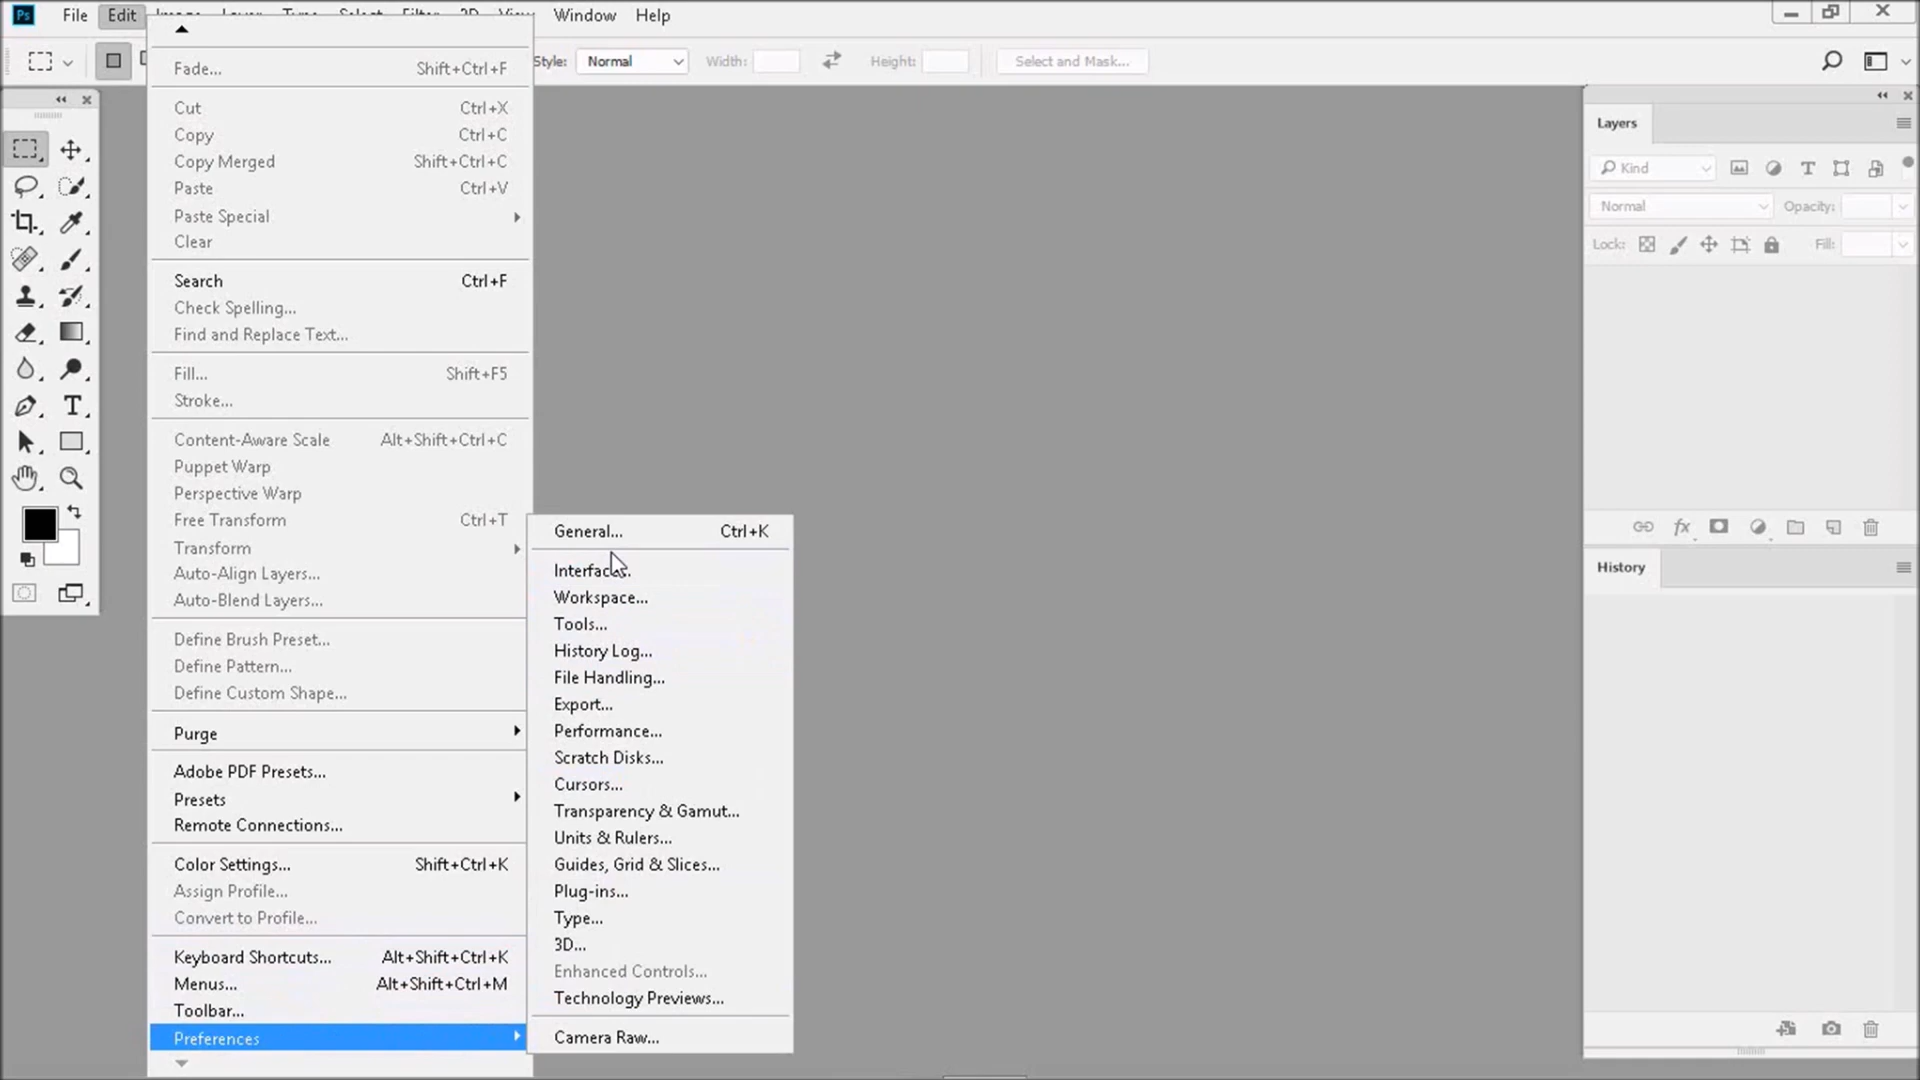 Ps File Edit Image Layer Type Select Filter 3D View Window Help
Style: Normal Width: Height: Select and Mask...
Fade... Shift+Ctrl+F
Cut Ctrl+X
Copy Ctrl+C
Copy Merged Shift+Ctrl+C
Paste Ctrl+V
Paste Special
Clear
Search Ctrl+F
Check Spelling...
Find and Replace Text...
Fill... Shift+F5
Stroke...
Content-Aware Scale Alt+Shift+Ctrl+C
Puppet Warp
Perspective Warp
Free Transform Ctrl+T
Transform
Auto-Align Layers...
Auto-Blend Layers...
Define Brush Preset...
Define Pattern...
Define Custom Shape...
Purge
Adobe PDF Presets...
Presets
Remote Connections...
Color Settings... Shift+Ctrl+K
Assign Profile...
Convert to Profile...
Keyboard Shortcuts... Alt+Shift+Ctrl+K
Menus... Alt+Shift+Ctrl+M
Toolbar...
Preferences
General... Ctrl+K
Interface...
Workspace...
Tools...
History Log...
File Handling...
Export...
Performance...
Scratch Disks...
Cursors...
Transparency & Gamut...
Units & Rulers...
Guides, Grid & Slices...
Plug-ins...
Type...
3D...
Enhanced Controls...
Technology Previews...
Camera Raw...
Layers
Kind
Normal Opacity:
Lock: Fill:
History